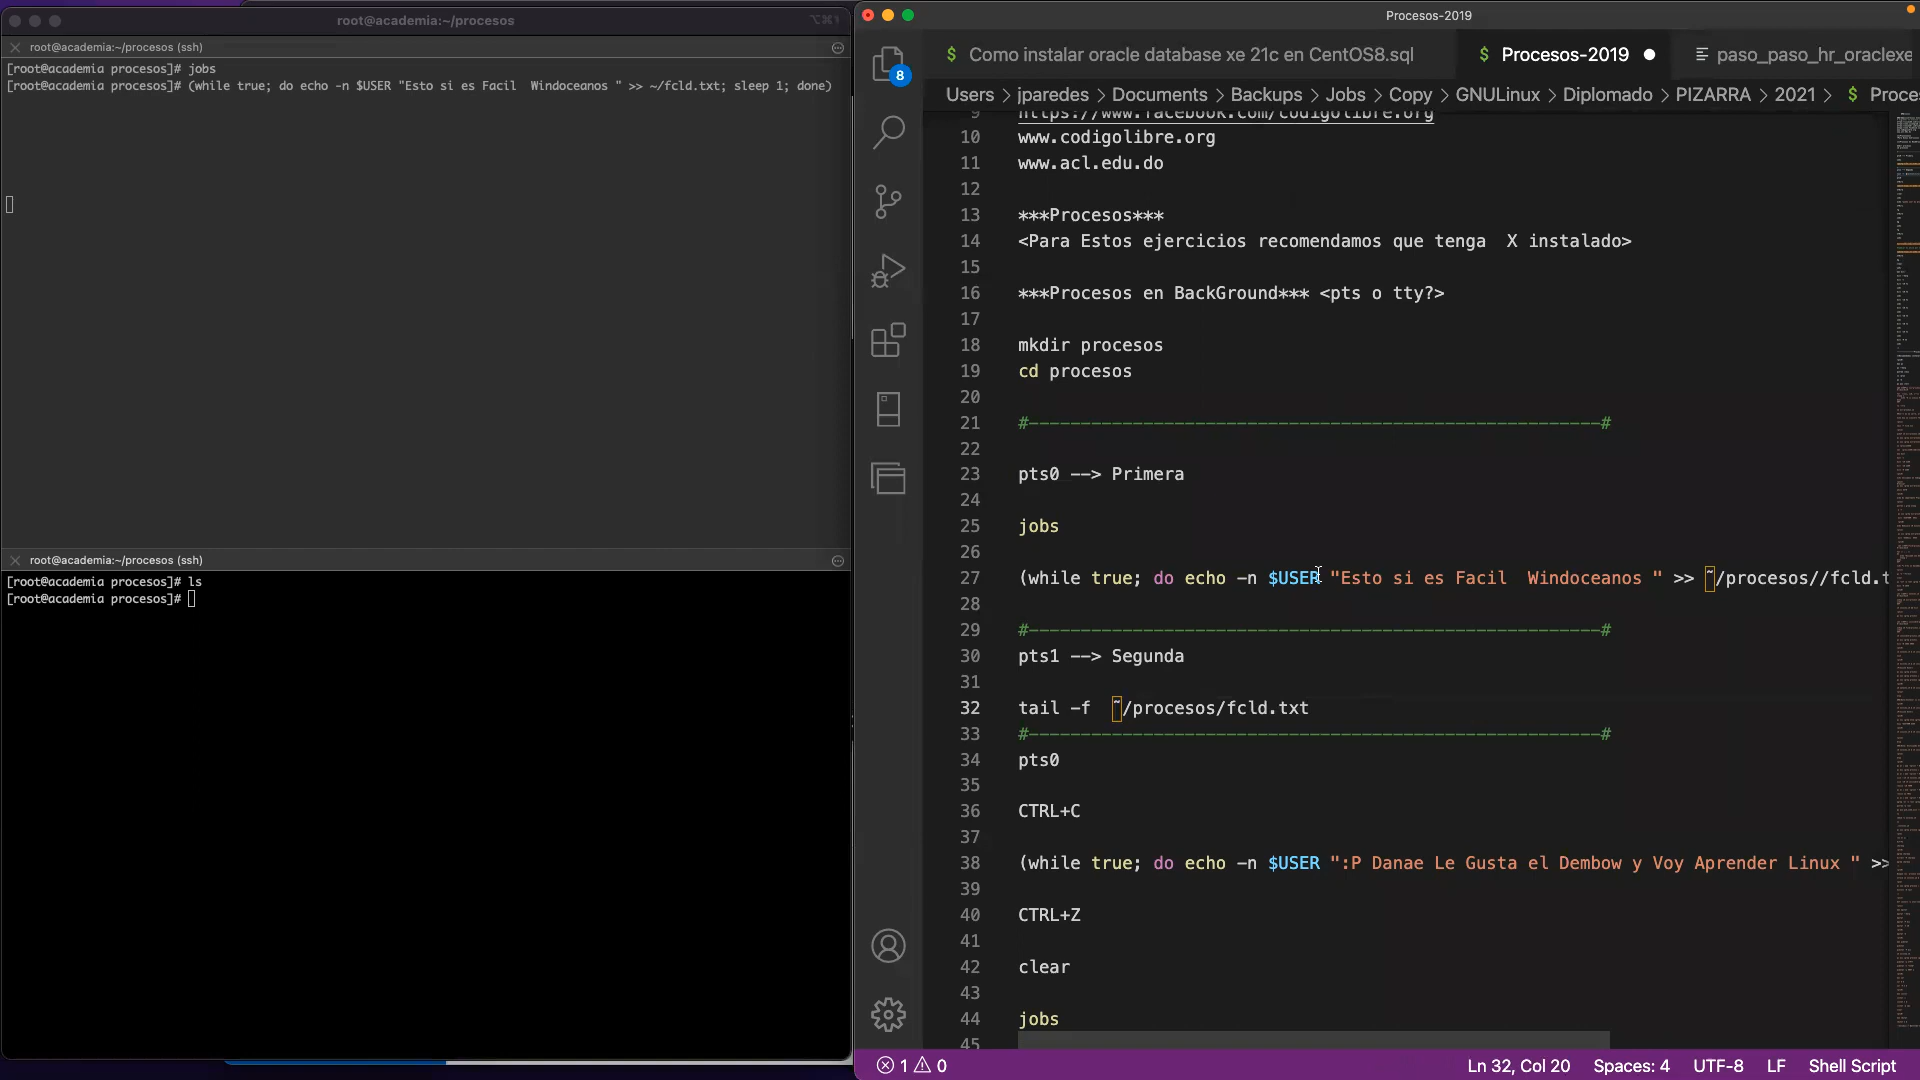 root@academia:~/procesos
root@academia:~/procesos (ssh)
[root@academia procesos]# jobs
[root@academia procesos]# (while true; do echo -n $USER "Esto si es Facil  Windoceanos " >> ~/fcld.txt; sleep 1; done)
root@academia:~/procesos (ssh)
[root@academia procesos]# ls
[root@academia procesos]#
Procesos-2019
8
$ Como instalar oracle database xe 21c en CentOS8.sql
$ Procesos-2019 ●
paso_paso_hr_oraclexe
Users > jparedes > Documents > Backups > Jobs > Copy > GNULinux > Diplomado > PIZARRA > 2021 > $ Proce
9 https://www.facebook.com/codigolibre.org
10 www.codigolibre.org
11 www.acl.edu.do
12
13 ***Procesos***
14 <Para Estos ejercicios recomendamos que tenga  X instalado>
15
16 ***Procesos en BackGround*** <pts o tty?>
17
18 mkdir procesos
19 cd procesos
20
21 #-------------------------------------------------------#
22
23 pts0 --> Primera
24
25 jobs
26
27 (while true; do echo -n $USER "Esto si es Facil  Windoceanos " >> ~/procesos//fcld.t
28
29 #-------------------------------------------------------#
30 pts1 --> Segunda
31
32 tail -f  ~/procesos/fcld.txt
33 #-------------------------------------------------------#
34 pts0
35
36 CTRL+C
37
38 (while true; do echo -n $USER ":P Danae Le Gusta el Dembow y Voy Aprender Linux " >>
39
40 CTRL+Z
41
42 clear
43
44 jobs
45
1 0
Ln 32, Col 20 Spaces: 4 UTF-8 LF Shell Script